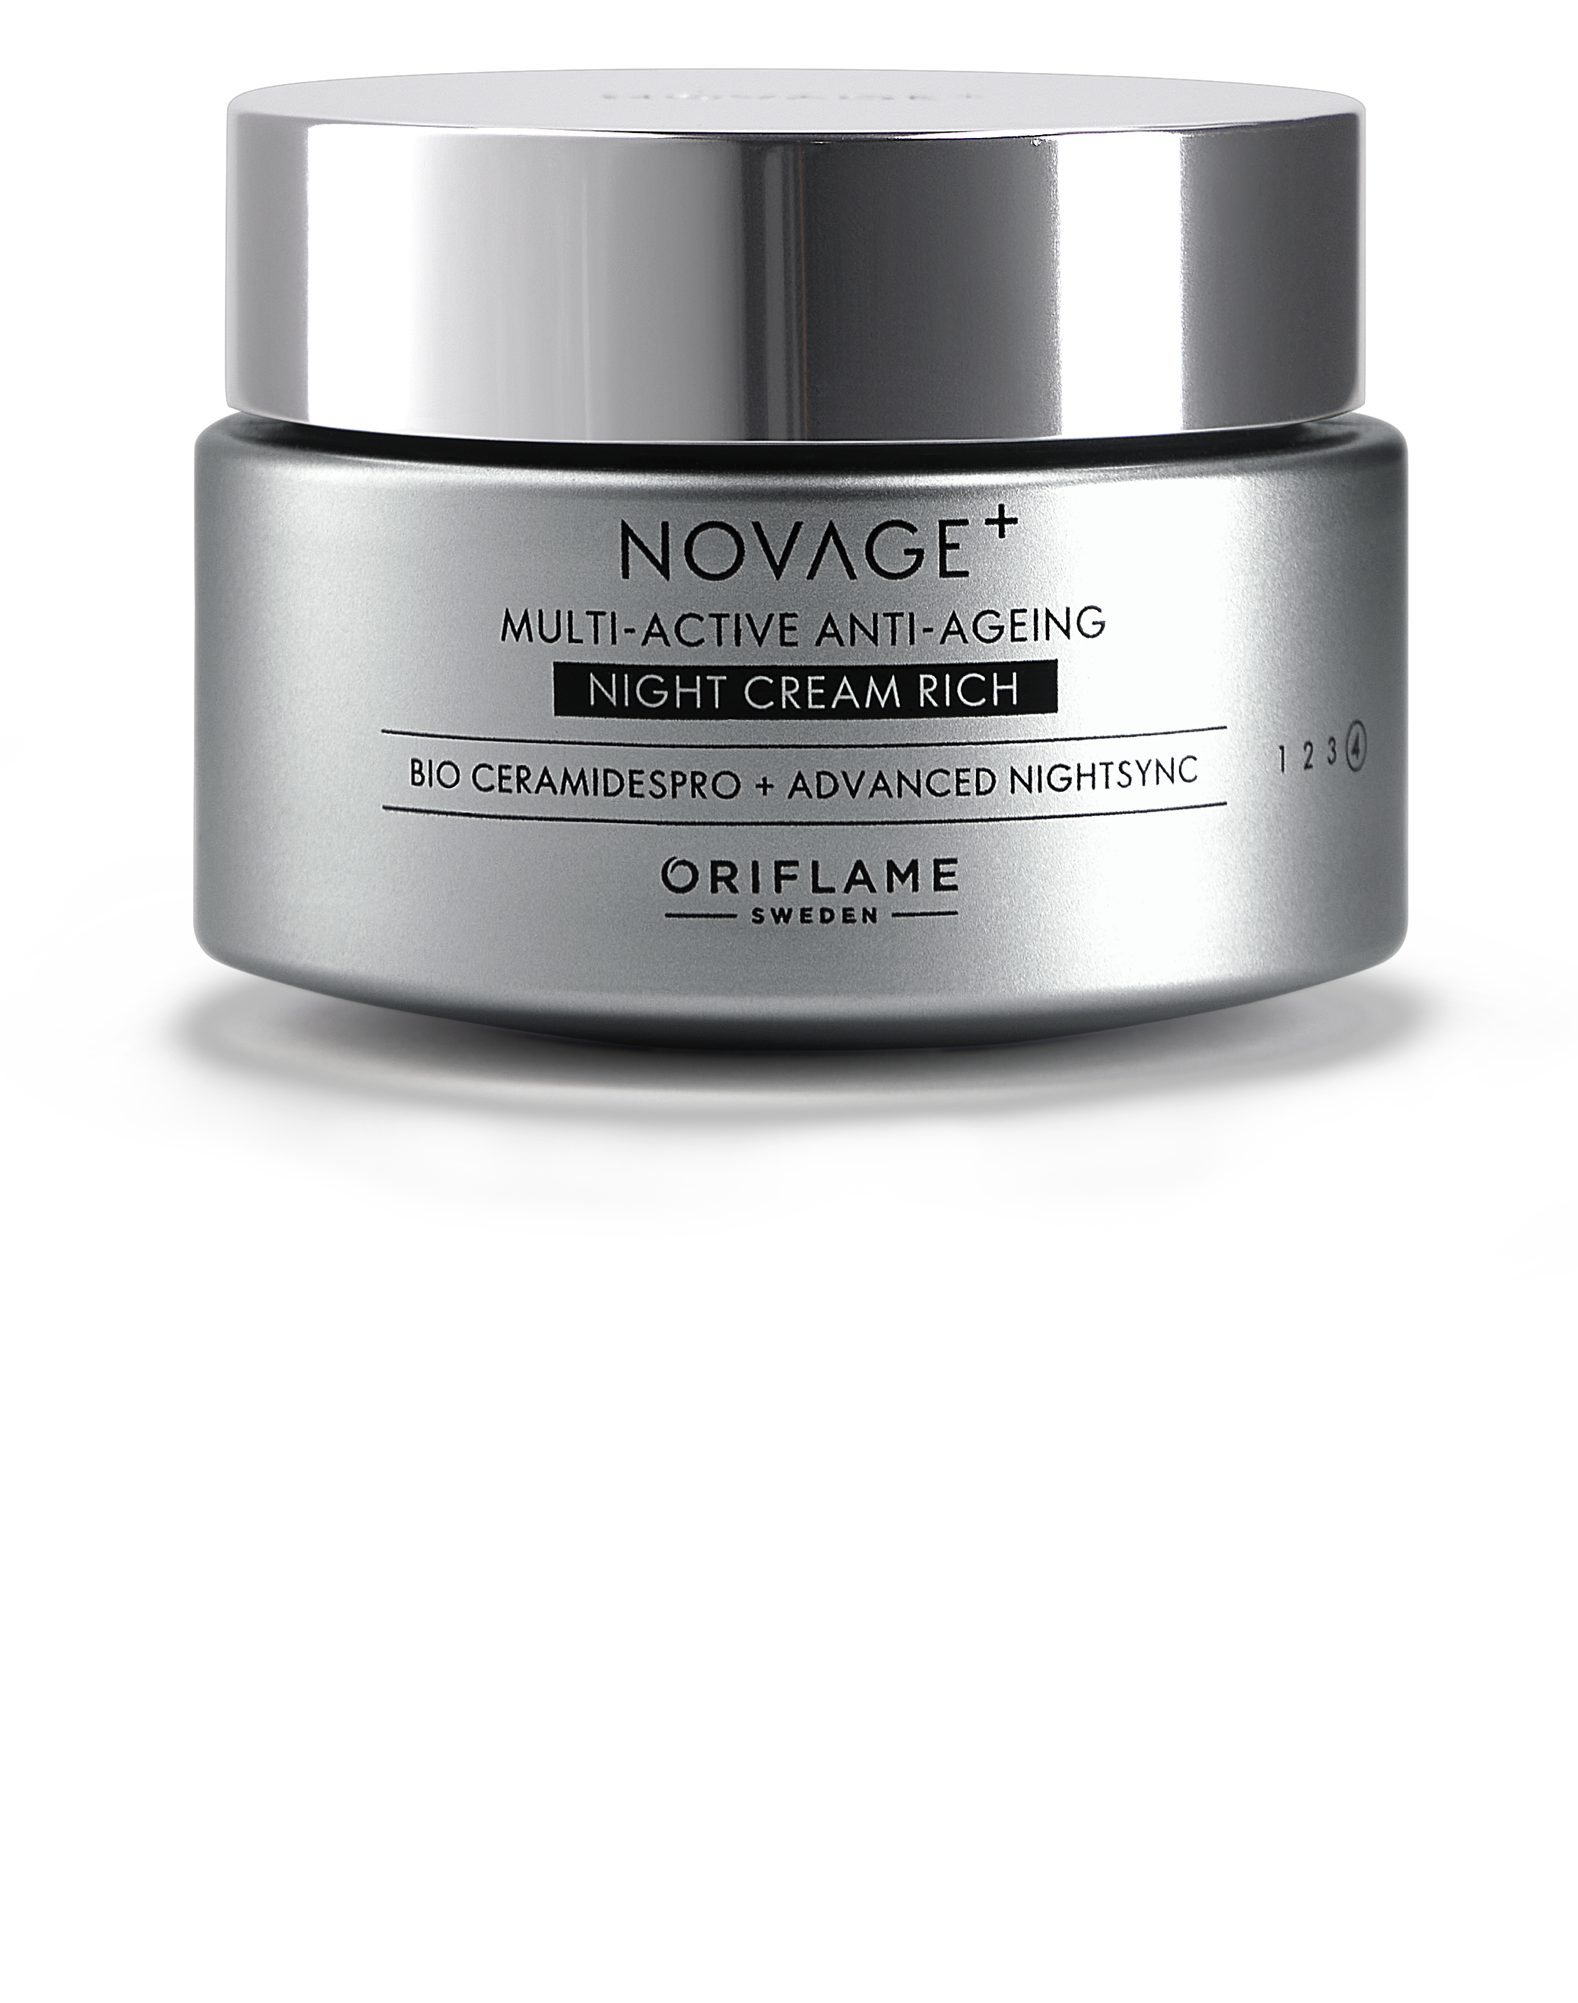 NOVAGE+
MULTI-ACTIVE ANTI-AGEING
NIGHT CREAM RICH
BIO CERAMIDESPRO + ADVANCED NIGHTSYNC
1 2 3 4
ORIFLAME
SWEDEN